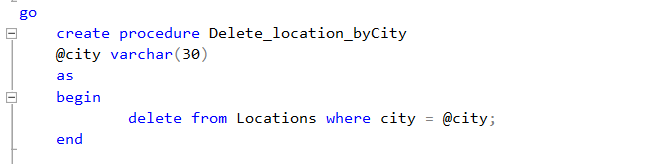 go
create procedure Delete_location_byCity
@city varchar(30)
as
begin
delete from Locations where city = @city;
end